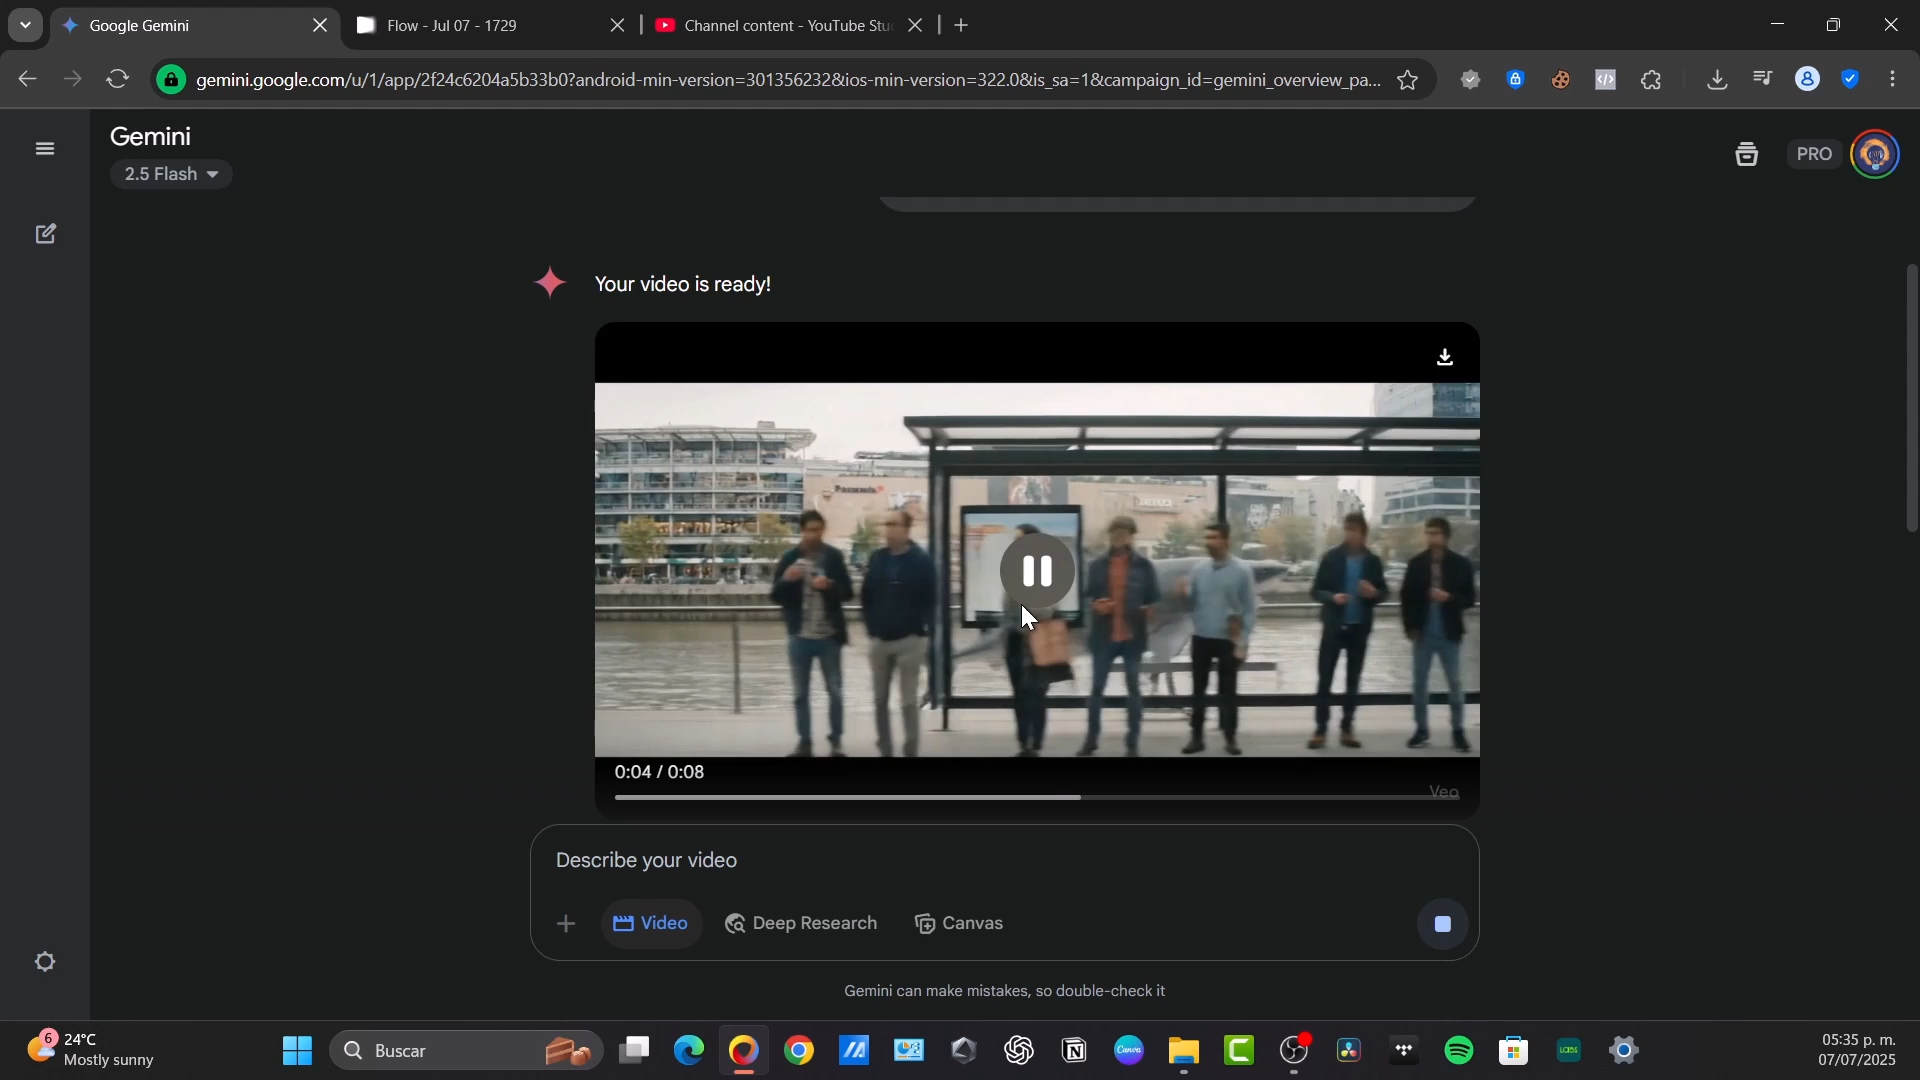 Google Gemini
Flow - Jul 07 - 1729
Channel content - YouTube Stu
gemini.google.com/u/1/app/2f24c6204a5b33b0?android-min-version=301356232&ios-min-version=322.0&is_sa=1&campaign_id=gemini_overview_pa...
Gemini
2.5 Flash
PRO
Your video is ready!
0:04 / 0:08
Veo
Describe your video
Video
Deep Research
Canvas
Gemini can make mistakes, so double-check it
6
24°C
Mostly sunny
Buscar
Canva
LABS
05:35 p. m.
07/07/2025